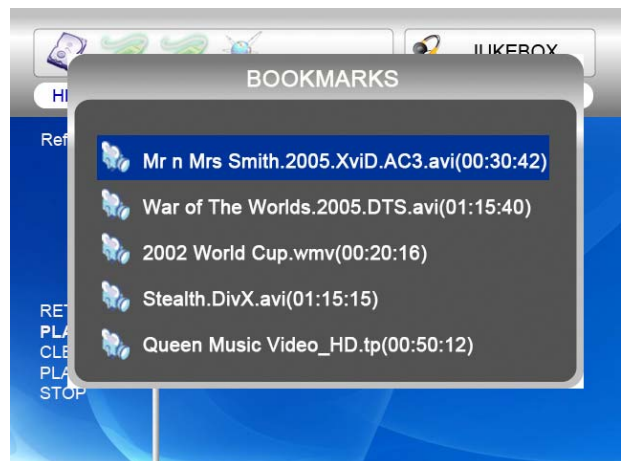 JUKEBOX
BOOKMARKS
Mr n Mrs Smith.2005.XviD.AC3.avi(00:30:42)
War of The Worlds.2005.DTS.avi(01:15:40)
2002 World Cup.wmv(00:20:16)
Stealth.DivX.avi(01:15:15)
Queen Music Video_HD.tp(00:50:12)
STOP